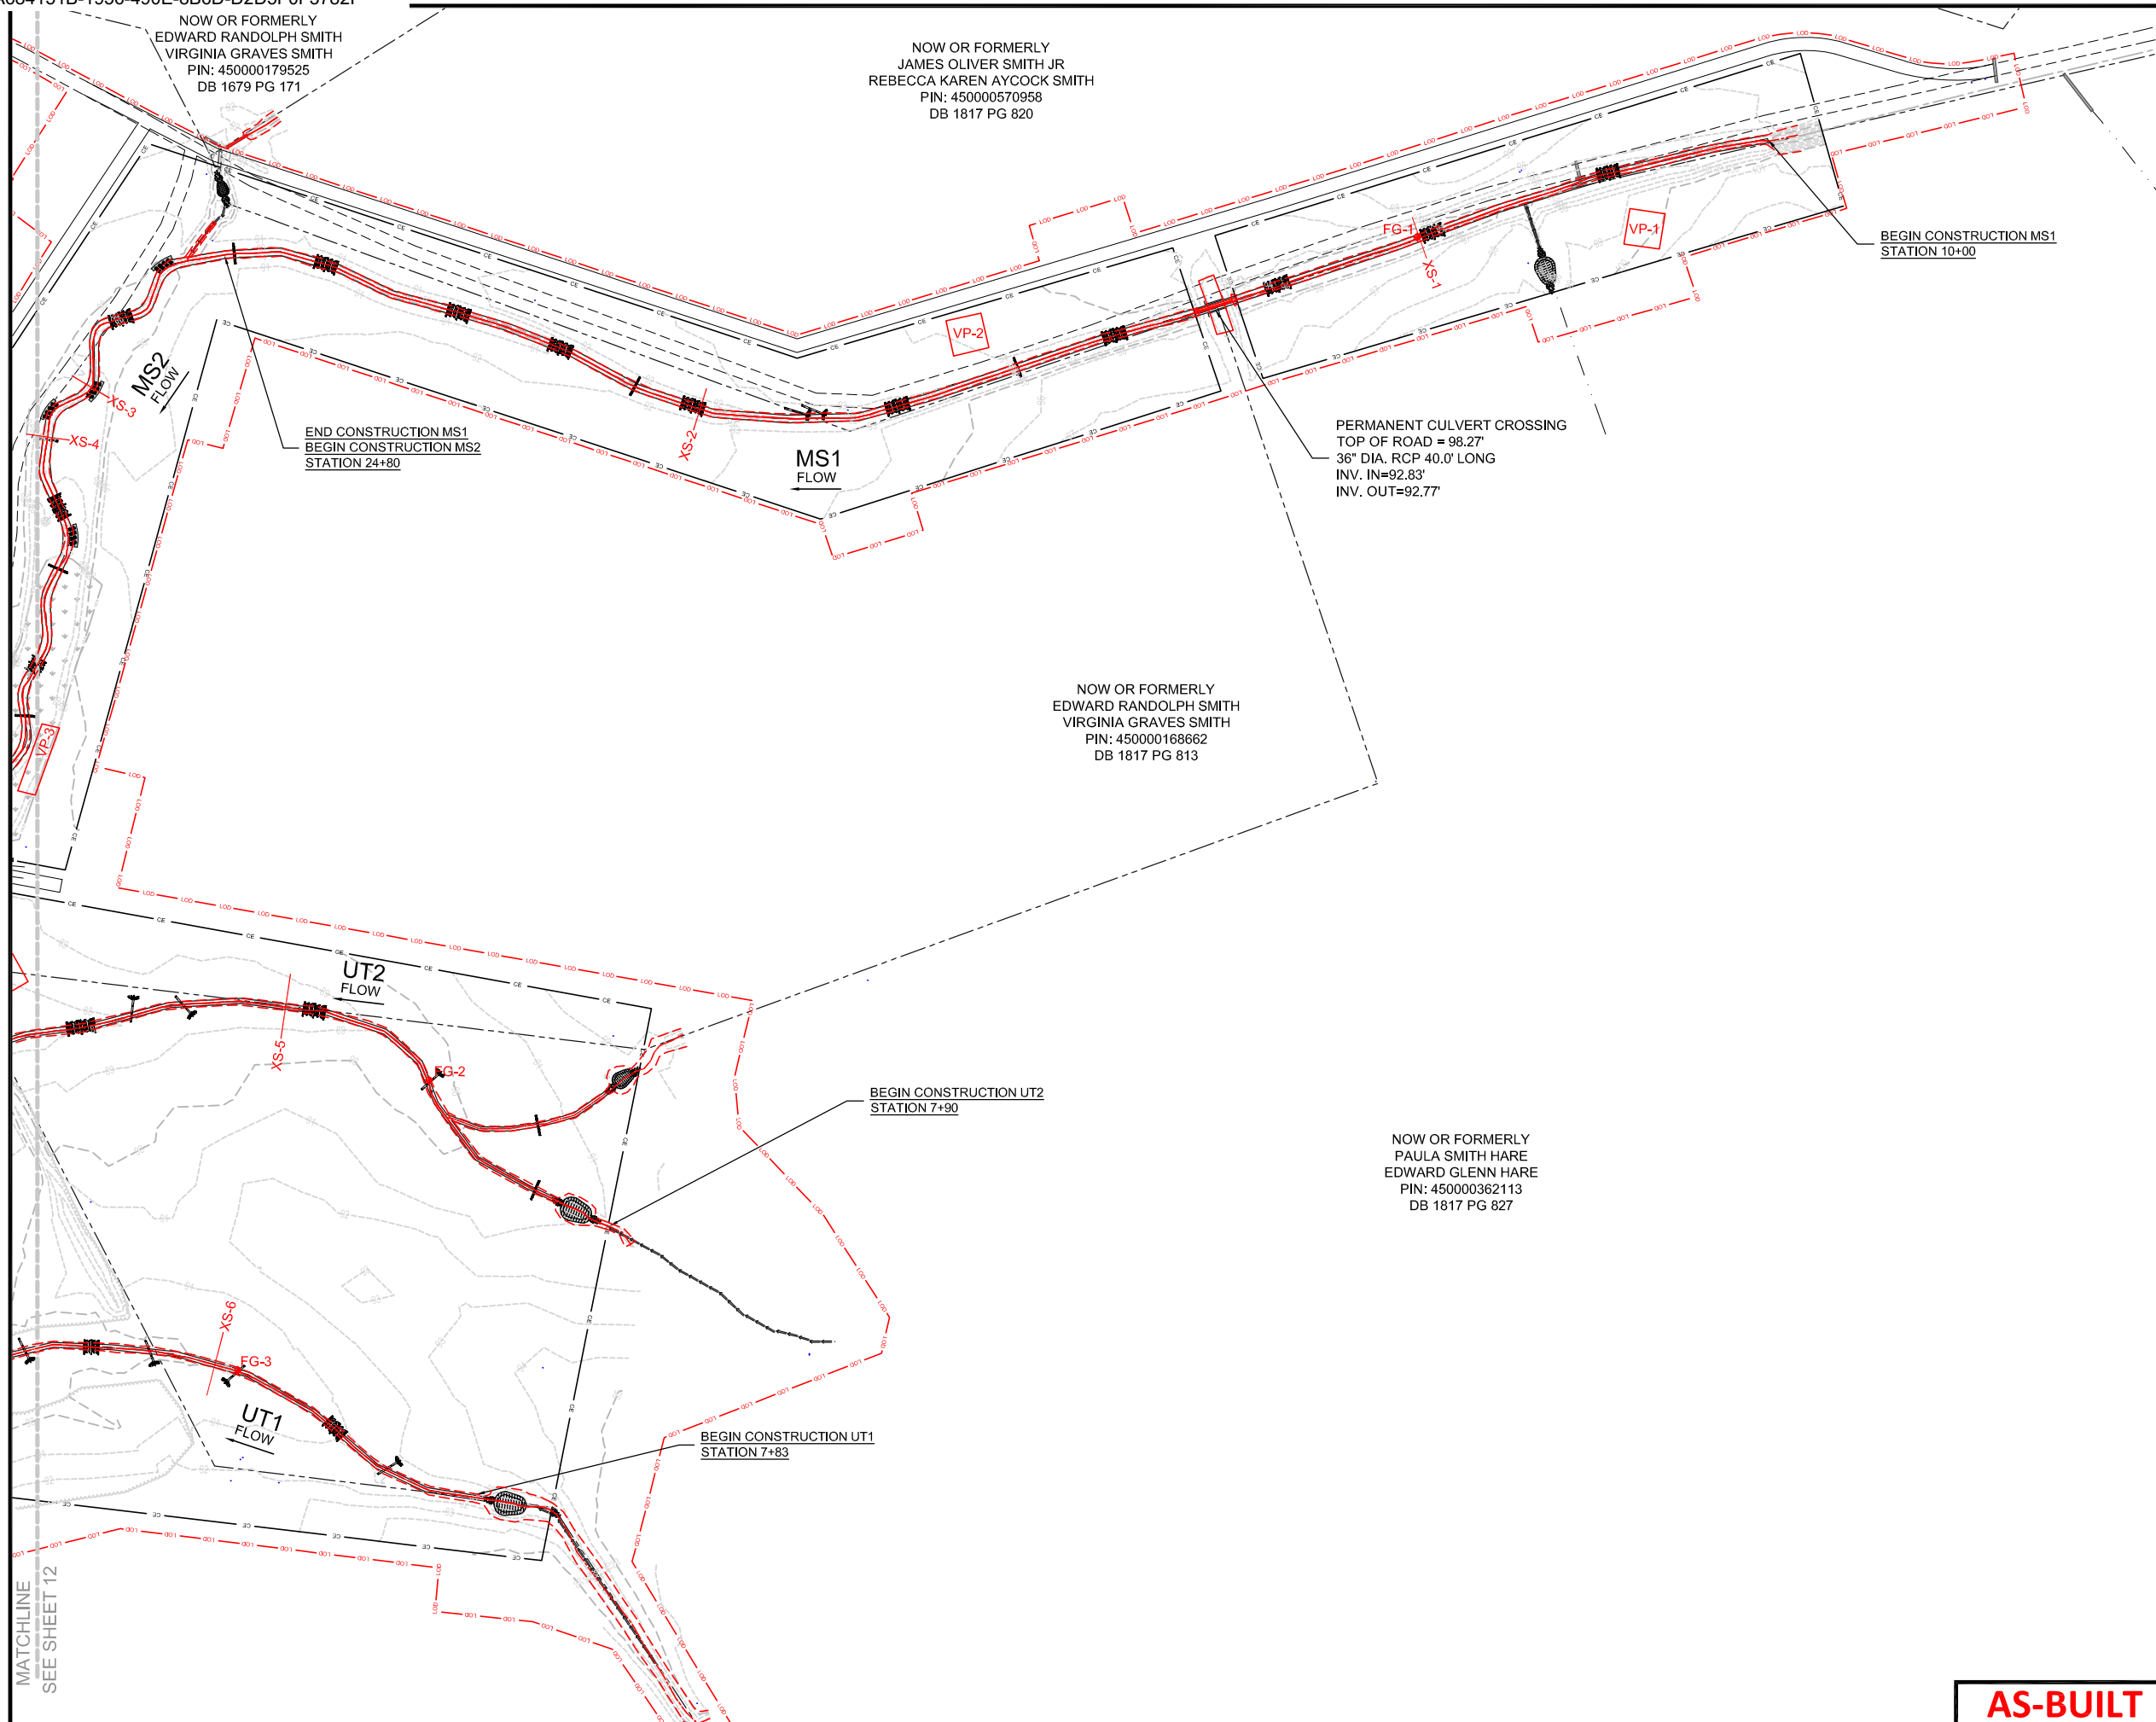 NOW OR FORMERLY
EDWARD RANDOLPH SMITH
VIRGINIA GRAVES SMITH
PIN: 450000179525
DB 1679 PG 171
NOW OR FORMERLY
JAMES OLIVER SMITH JR
REBECCA KAREN AYCOCK SMITH
PIN: 450000570958
DB 1817 PG 820
FG-1
XS-1
VP-1
BEGIN CONSTRUCTION MS1
STATION 10+00
VP-2
MS2
FLOW
XS-3
XS-4
END CONSTRUCTION MS1
BEGIN CONSTRUCTION MS2
STATION 24+80
XS-2
MS1
FLOW
PERMANENT CULVERT CROSSING
TOP OF ROAD = 98.27'
36" DIA. RCP 40.0' LONG
INV. IN=92.83'
INV. OUT=92.77'
NOW OR FORMERLY
EDWARD RANDOLPH SMITH
VIRGINIA GRAVES SMITH
PIN: 450000168662
DB 1817 PG 813
VP-3
UT2
FLOW
XS-5
FG-2
BEGIN CONSTRUCTION UT2
STATION 7+90
NOW OR FORMERLY
PAULA SMITH HARE
EDWARD GLENN HARE
PIN: 450000362113
DB 1817 PG 827
XS-6
FG-3
UT1
FLOW
BEGIN CONSTRUCTION UT1
STATION 7+83
MATCHLINE
SEE SHEET 12
AS-BUILT